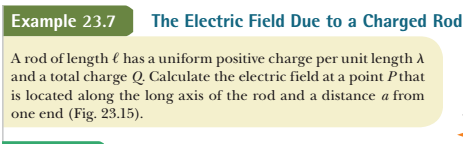 Example 23.7 The Electric Field Due to a Charged Rod
A rod of length ℓ has a uniform positive charge per unit length λ
and a total charge Q. Calculate the electric field at a point P that
is located along the long axis of the rod and a distance a from
one end (Fig. 23.15).